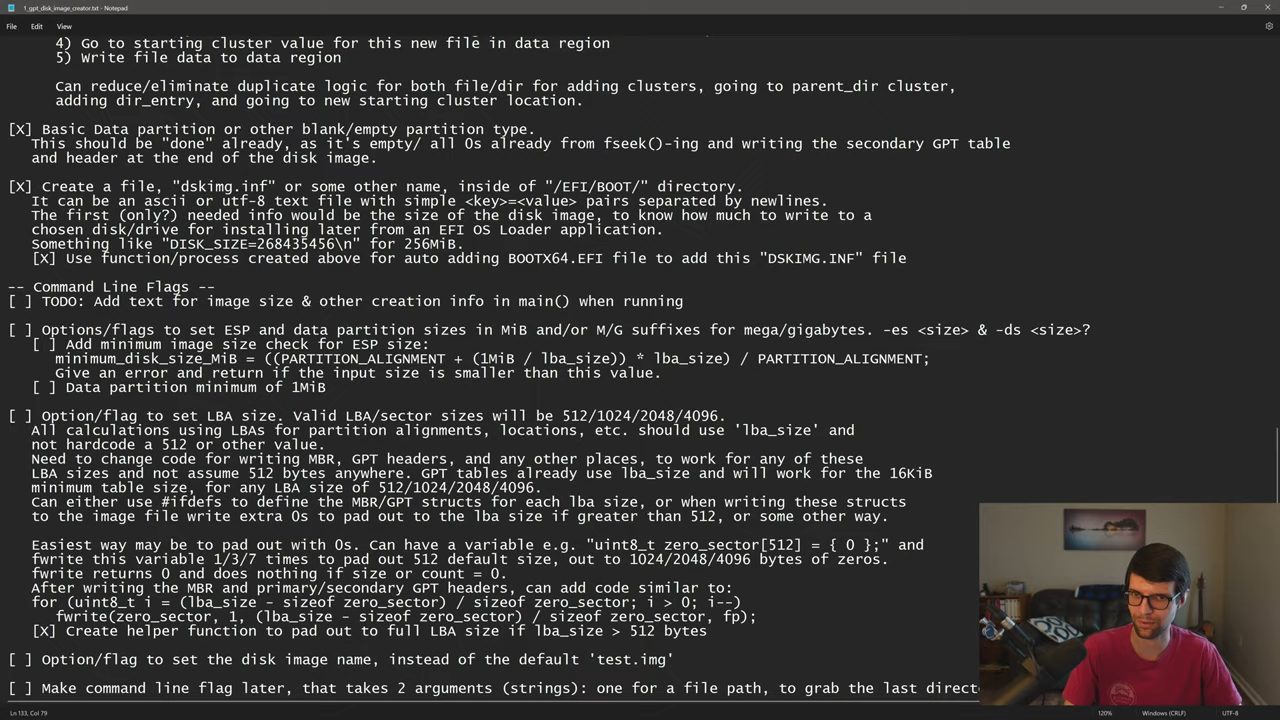 1_gpt_disk_image_creator.txt - Notepad
File Edit View
4) Go to starting cluster value for this new file in data region
5) Write file data to data region
Can reduce/eliminate duplicate logic for both file/dir for adding clusters, going to parent_dir cluster,
adding dir_entry, and going to new starting cluster location.
[X] Basic Data partition or other blank/empty partition type.
This should be "done" already, as it's empty/ all 0s already from fseek()-ing and writing the secondary GPT table
and header at the end of the disk image.
[X] Create a file, "dskimg.inf" or some other name, inside of "/EFI/BOOT/" directory.
It can be an ascii or utf-8 text file with simple <key>=<value> pairs separated by newlines.
The first (only?) needed info would be the size of the disk image, to know how much to write to a
chosen disk/drive for installing later from an EFI OS Loader application.
Something like "DISK_SIZE=268435456\n" for 256MiB.
[X] Use function/process created above for auto adding BOOTX64.EFI file to add this "DSKIMG.INF" file
-- Command Line Flags --
[ ] TODO: Add text for image size & other creation info in main() when running
[ ] Options/flags to set ESP and data partition sizes in MiB and/or M/G suffixes for mega/gigabytes. -es <size> & -ds <size>?
[ ] Add minimum image size check for ESP size:
minimum_disk_size_MiB = ((PARTITION_ALIGNMENT + (1MiB / lba_size)) * lba_size) / PARTITION_ALIGNMENT;
Give an error and return if the input size is smaller than this value.
[ ] Data partition minimum of 1MiB
[ ] Option/flag to set LBA size. Valid LBA/sector sizes will be 512/1024/2048/4096.
All calculations using LBAs for partition alignments, locations, etc. should use 'lba_size' and
not hardcode a 512 or other value.
Need to change code for writing MBR, GPT headers, and any other places, to work for any of these
LBA sizes and not assume 512 bytes anywhere. GPT tables already use lba_size and will work for the 16KiB
minimum table size, for any LBA size of 512/1024/2048/4096.
Can either use #ifdefs to define the MBR/GPT structs for each lba size, or when writing these structs
to the image file write extra 0s to pad out to the lba size if greater than 512, or some other way.
Easiest way may be to pad out with 0s. Can have a variable e.g. "uint8_t zero_sector[512] = { 0 };" and
fwrite this variable 1/3/7 times to pad out 512 default size, out to 1024/2048/4096 bytes of zeros.
fwrite returns 0 and does nothing if size or count = 0.
After writing the MBR and primary/secondary GPT headers, can add code similar to:
for (uint8_t i = (lba_size - sizeof zero_sector) / sizeof zero_sector; i > 0; i--)
fwrite(zero_sector, 1, (lba_size - sizeof zero_sector) / sizeof zero_sector, fp);
[X] Create helper function to pad out to full LBA size if lba_size > 512 bytes
[ ] Option/flag to set the disk image name, instead of the default 'test.img'
[ ] Make command line flag later, that takes 2 arguments (strings): one for a file path, to grab the last
Ln 133, Col 79 120% Windows (CRLF) UTF-8